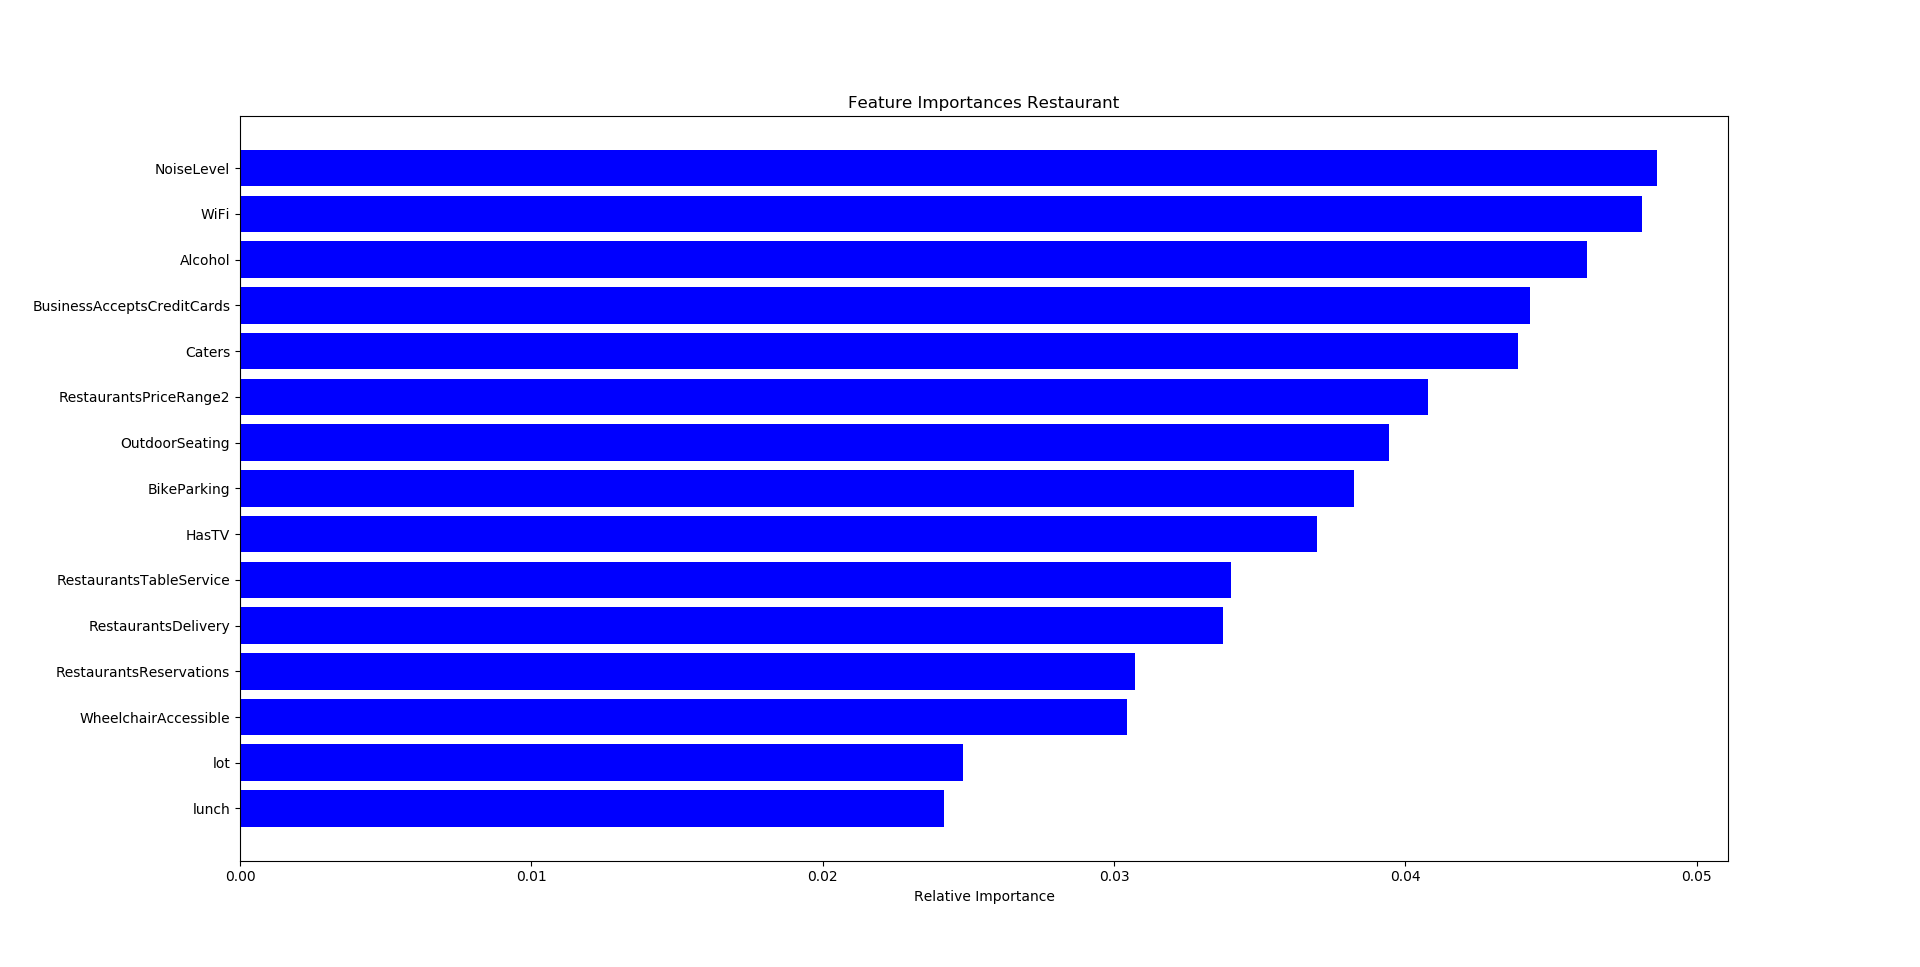 Feature Importances Restaurant
NoiseLevel
WiFi
Alcohol
BusinessAcceptsCreditCards
Caters
RestaurantsPriceRange2
OutdoorSeating
BikeParking
HasTV
RestaurantsTableService
RestaurantsDelivery
RestaurantsReservations
WheelchairAccessible
lot
lunch
0.00 0.01 0.02 0.03 0.04 0.05
Relative Importance